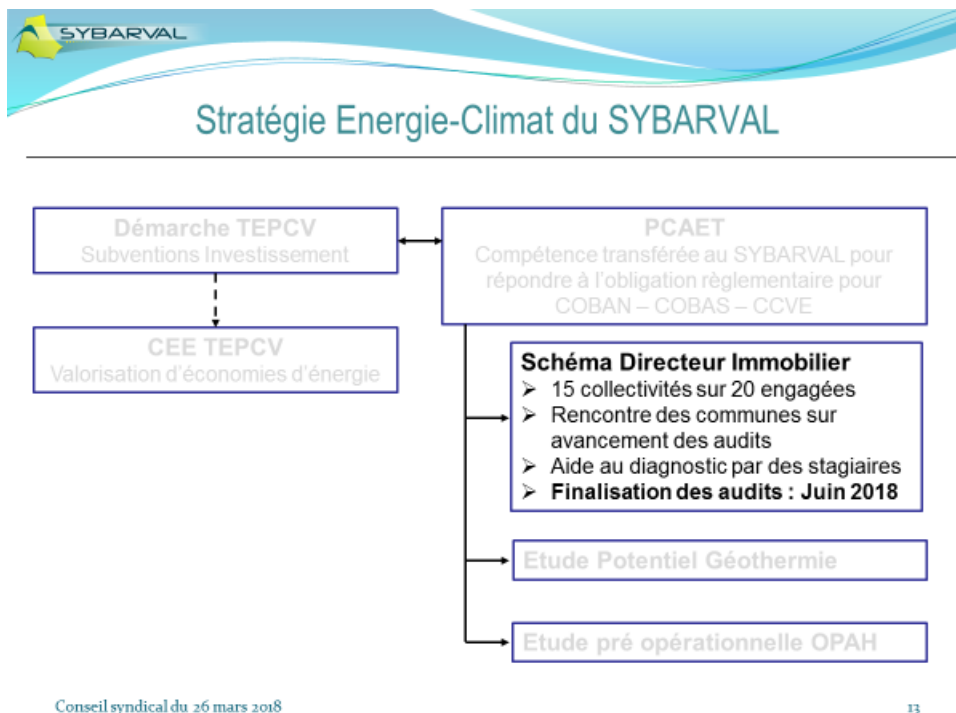 SYBARVAL
Stratégie Energie-Climat du SYBARVAL
Démarche TEPCV
Subventions Investissement
CEE TEPCV
Valorisation d'économies d'énergie
PCAET
Compétence transférée au SYBARVAL pour
répondre à l'obligation règlementaire pour
COBAN – COBAS – CCVE
Schéma Directeur Immobilier
➢ 15 collectivités sur 20 engagées
➢ Rencontre des communes sur
avancement des audits
➢ Aide au diagnostic par des stagiaires
➢ Finalisation des audits : Juin 2018
Etude Potentiel Géothermie
Etude pré opérationnelle OPAH
Conseil syndical du 26 mars 2018
13